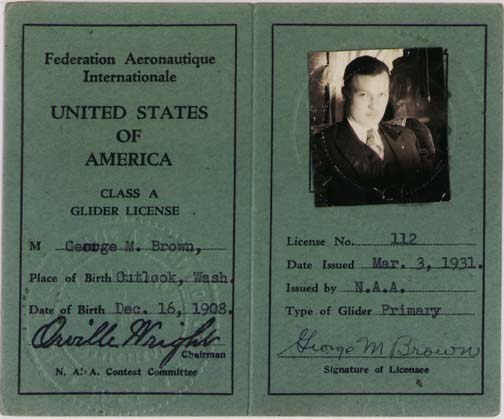 Federation Aeronautique
Internationale
UNITED STATES
OF
AMERICA
CLASS A
GLIDER LICENSE
M George M. Brown,
Place of Birth Outlook, Wash.
Date of Birth Dec. 16, 1908.
Orville Wright
Chairman
N. A. A. Contest Committee
License No. 112
Date Issued Mar. 3, 1931.
Issued by N.A.A.
Type of Glider Primary
George M Brown
Signature of Licensee